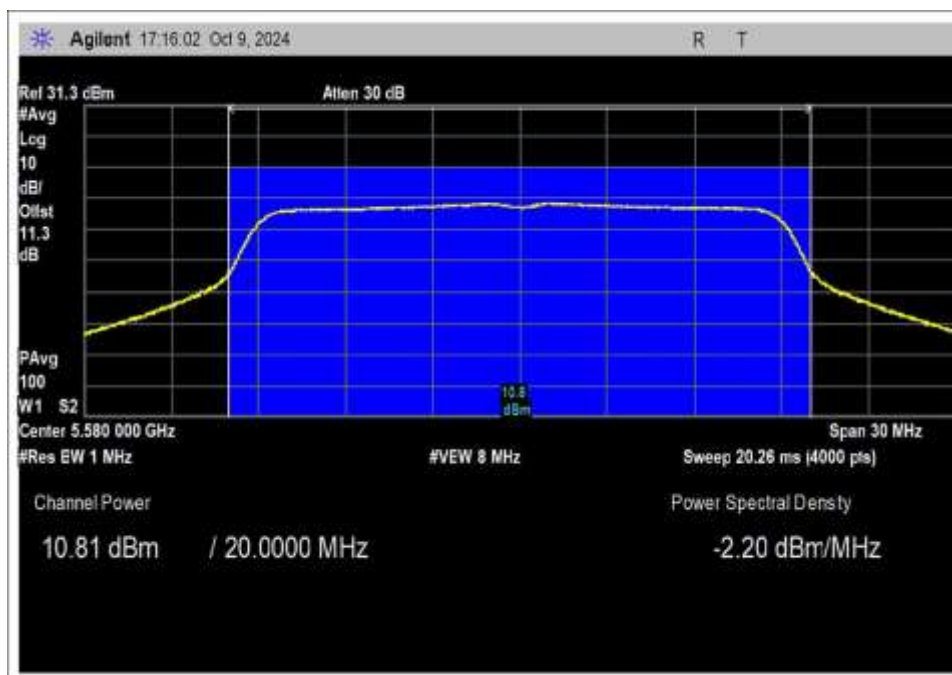 Agilent 17:16:02 Oct 9, 2024 R T
Ref 31.3 dBm Atten 30 dB
#Avg
Log
10
dB/
Offst
11.3
dB
PAvg
100
W1 S2
10.8
dBm
Center 5.580 000 GHz Span 30 MHz
#Res BW 1 MHz #VBW 8 MHz Sweep 20.26 ms (4000 pts)
Channel Power Power Spectral Density
10.81 dBm / 20.0000 MHz -2.20 dBm/MHz